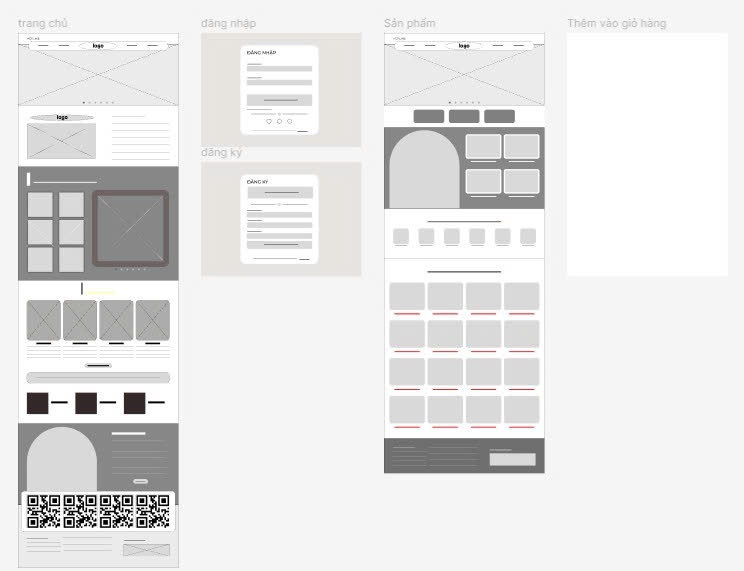 trang chủ
logo
logo
đăng nhập
ĐĂNG NHẬP
đăng ký
ĐĂNG KÝ
Sản phẩm
logo
Thêm vào giỏ hàng